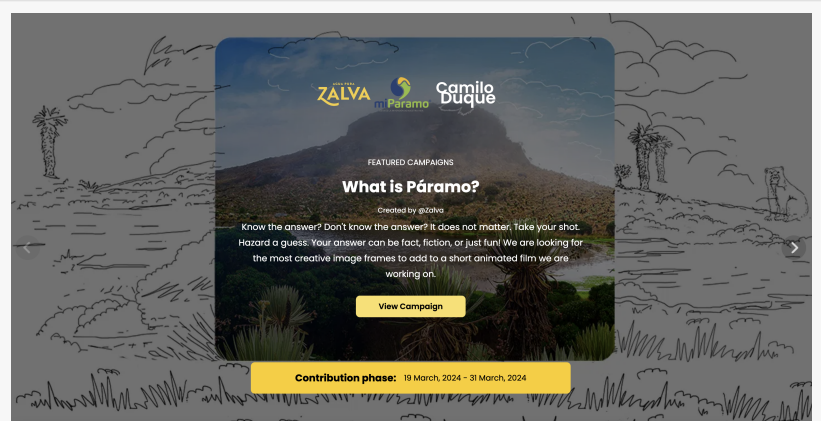 AGUA PURA
ZALVA
mi Páramo
Camilo
Duque
FEATURED CAMPAIGNS
What is Páramo?
Created by @Zalva
Know the answer? Don't know the answer? It does not matter. Take your shot.
Hazard a guess. Your answer can be fact, fiction, or just fun! We are looking for
the most creative image frames to add to a short animated film we are
working on.
View Campaign
Contribution phase: 19 March, 2024 - 31 March, 2024